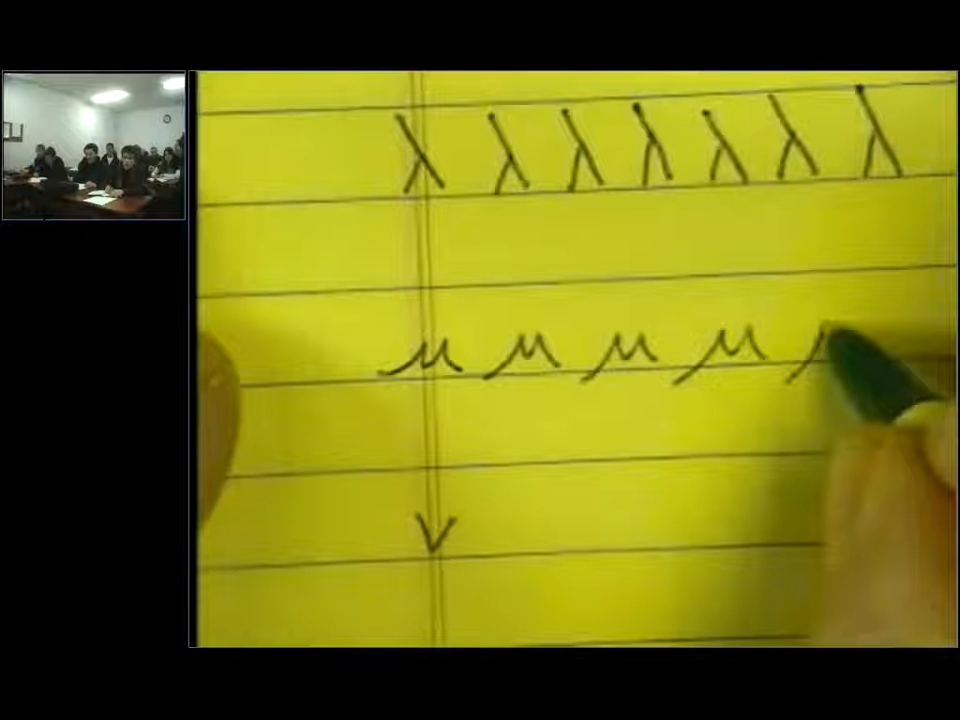 λ λ λ λ λ λ λ
μ μ μ μ
ν